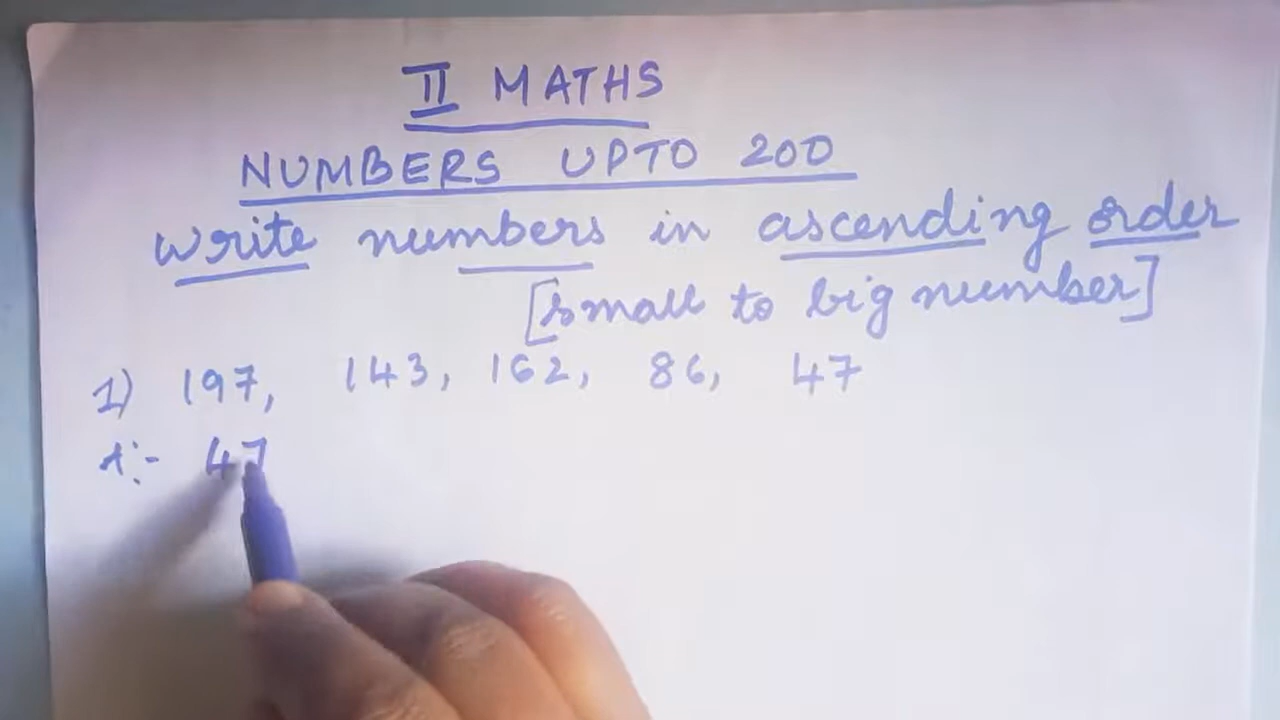 II MATHS
NUMBERS UPTO 200
write numbers in ascending order
[small to big number]
1) 197, 143, 162, 86, 47
A:- 47